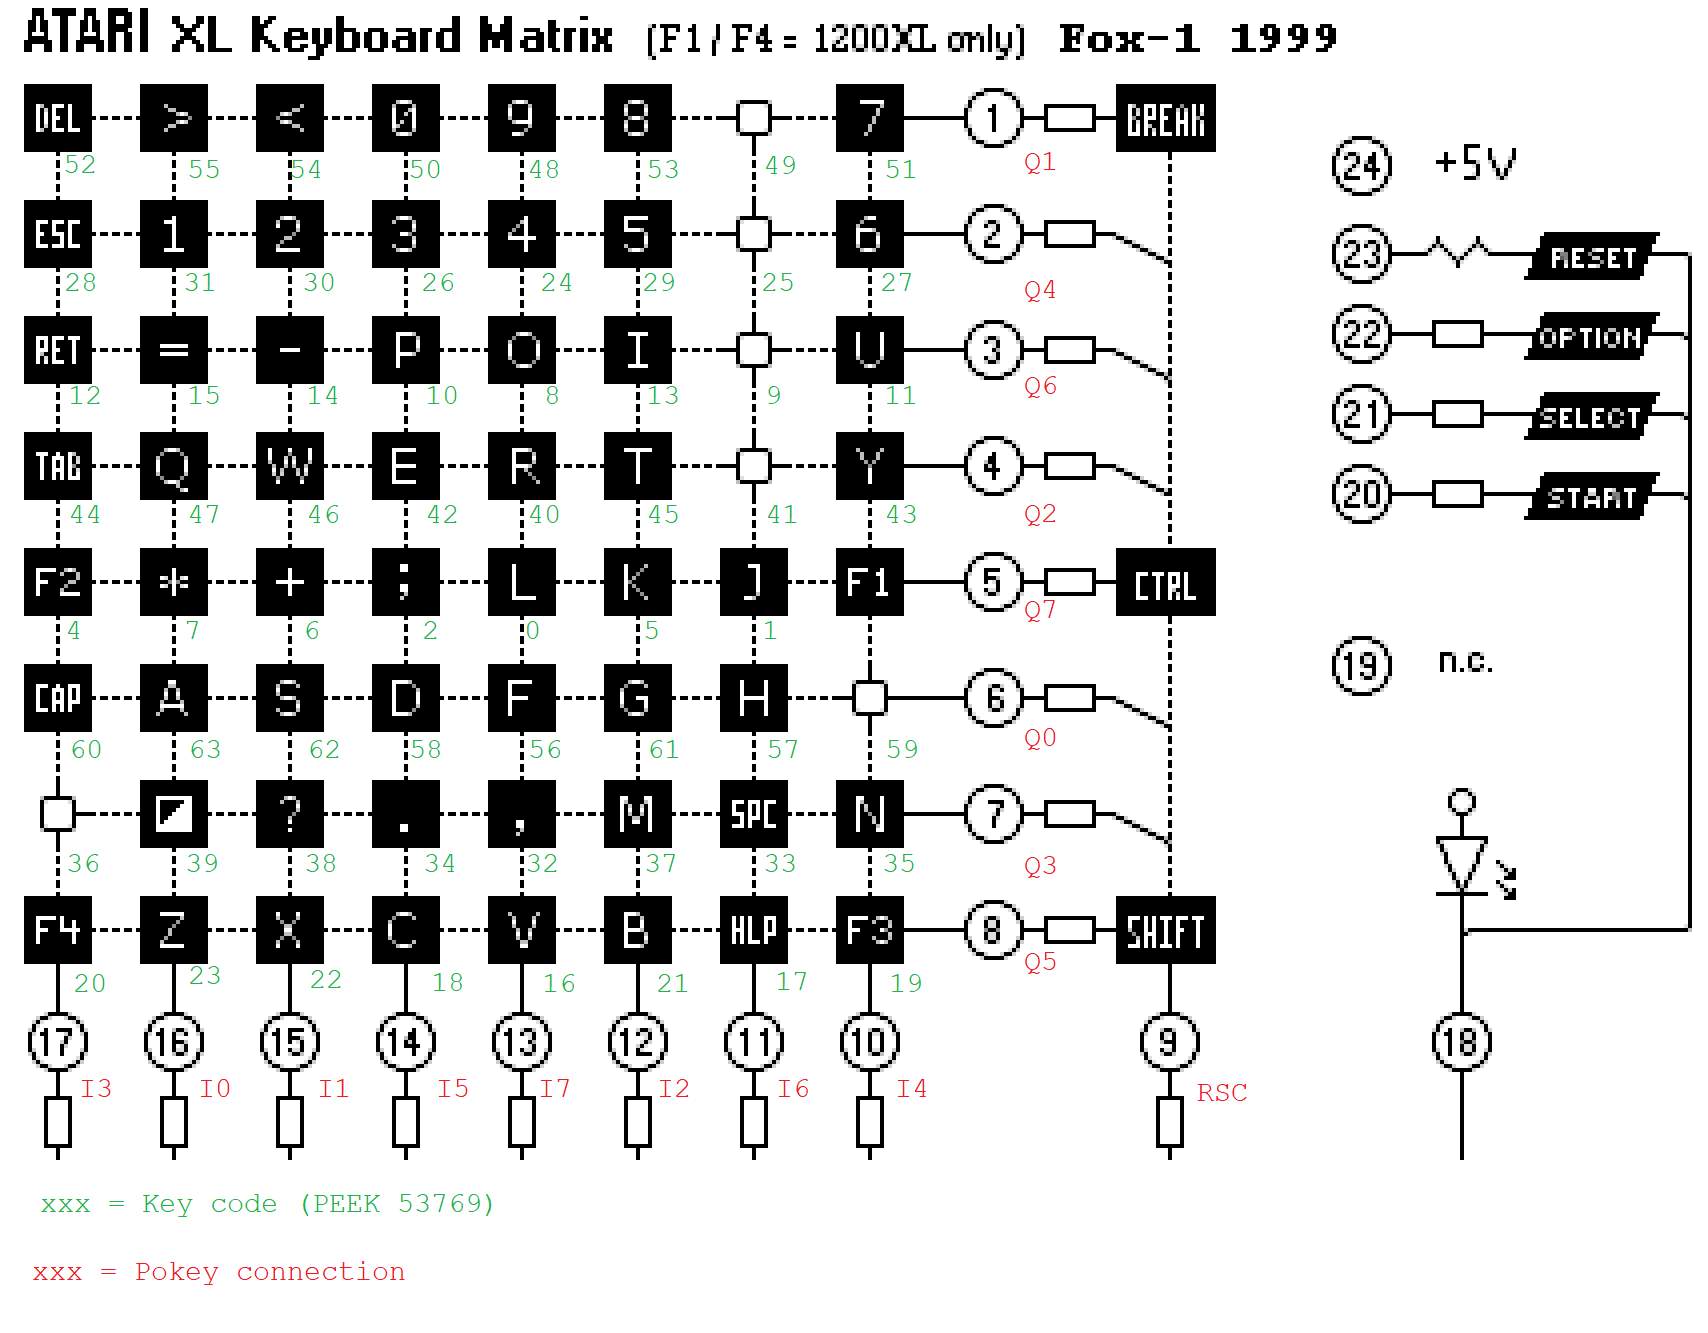 ATARI XL Keyboard Matrix (F1/F4 = 1200XL only) Fox-1 1999
DEL > < 0 9 8 7 1 BREAK
52 55 54 50 48 53 49 51 Q1
24 +5V
ESC 1 2 3 4 5 6 2
28 31 30 26 24 29 25 27 Q4
23 RESET
RET = - P O I U 3
12 15 14 10 8 13 9 11 Q6
22 OPTION
21 SELECT
TAB Q W E R T Y 4
44 47 46 42 40 45 41 43 Q2
20 START
F2 * + ; L K J F1 5 CTRL
4 7 6 2 0 5 1 Q7
19 n.c.
CAP A S D F G H 6
60 63 62 58 56 61 57 59 Q0
? . , M SPC N 7
36 39 38 34 32 37 33 35 Q3
F4 Z X C V B HLP F3 8 SHIFT
20 23 22 18 16 21 17 19 Q5
17 16 15 14 13 12 11 10 9 18
I3 I0 I1 I5 I7 I2 I6 I4 RSC
xxx = Key code (PEEK 53769)
xxx = Pokey connection